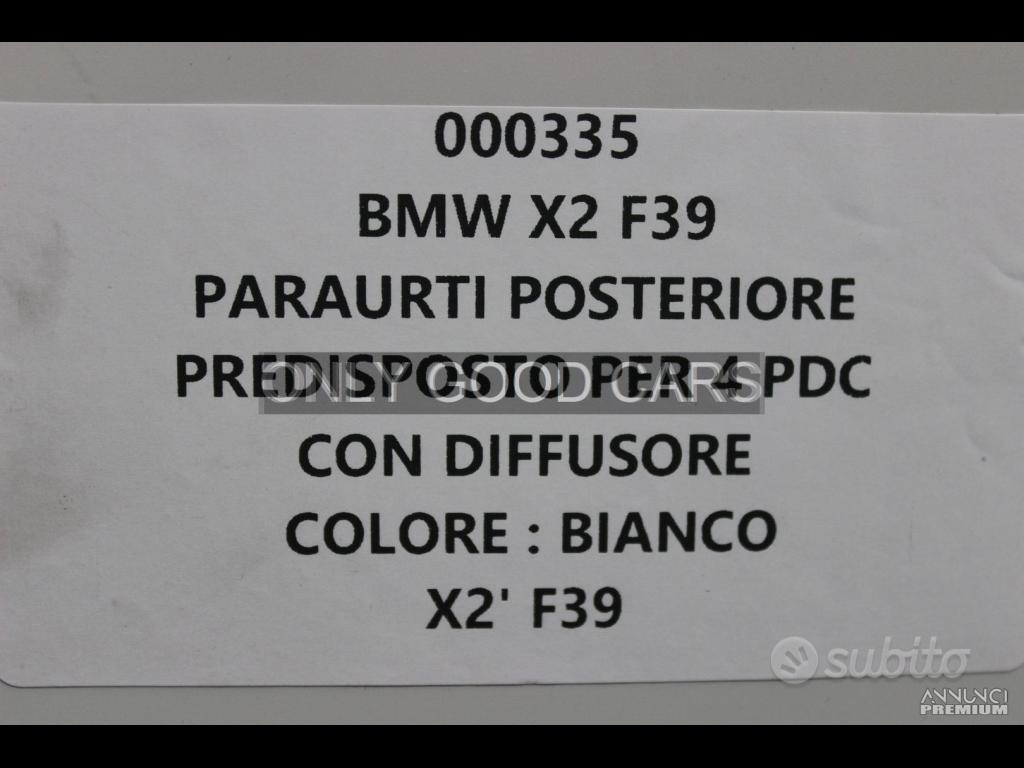 000335
BMW X2 F39
PARAURTI POSTERIORE
PREDISPOSTO PER 4 PDC
ONLY GOOD CARS
CON DIFFUSORE
COLORE : BIANCO
X2' F39
subito
ANNUNCI
PREMIUM